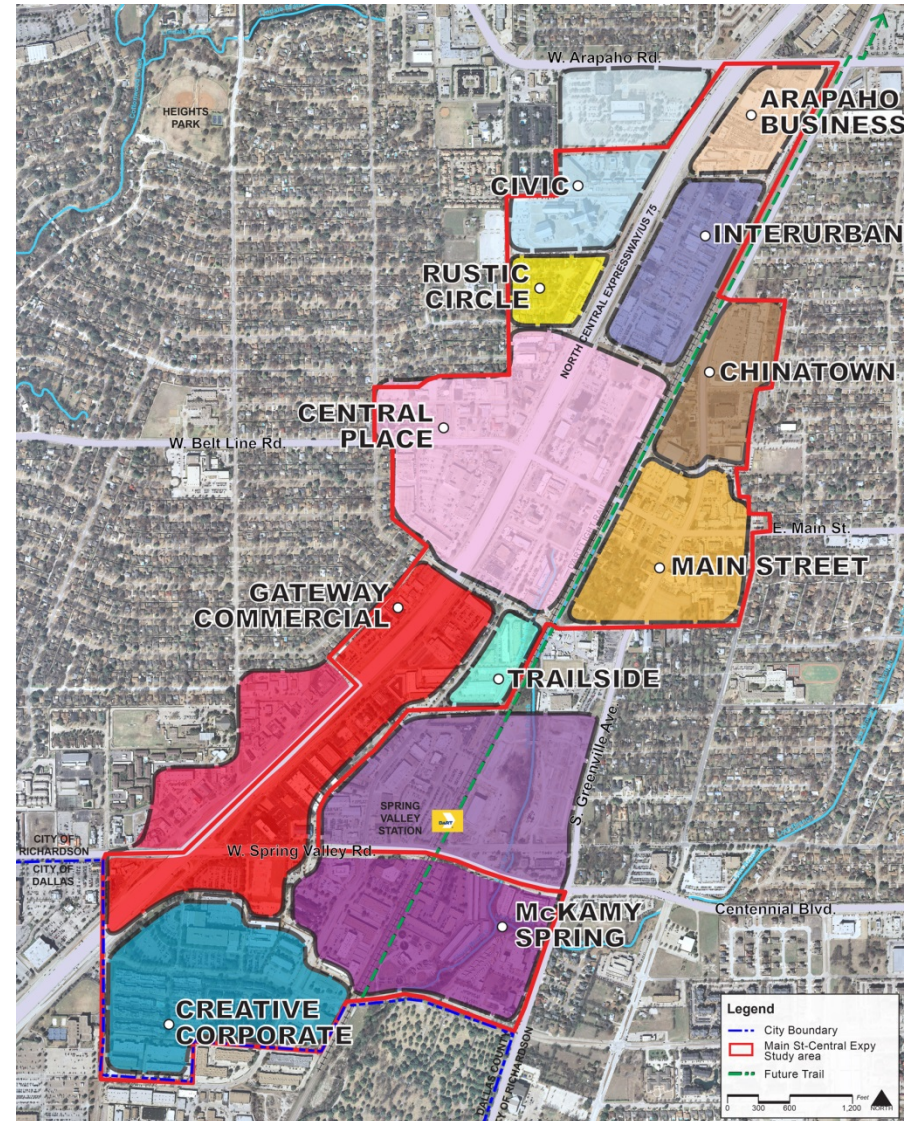 W. Arapaho Rd.
HEIGHTS
PARK
ARAPAHO
BUSINESS
CIVIC
INTERURBAN
RUSTIC
CIRCLE
NORTH CENTRAL EXPRESSWAY/US 75
CHINATOWN
CENTRAL
PLACE
W. Belt Line Rd.
E. Main St.
MAIN STREET
GATEWAY
COMMERCIAL
TRAILSIDE
S. Greenville Ave.
SPRING
VALLEY
STATION
DART
CITY OF
RICHARDSON
CITY OF
DALLAS
W. Spring Valley Rd.
Centennial Blvd.
McKAMY
SPRING
CREATIVE
CORPORATE
DALLAS COUNTY
CITY OF RICHARDSON
Legend
City Boundary
Main St-Central Expy
Study area
Future Trail
Feet
0 300 600 1,200
NORTH